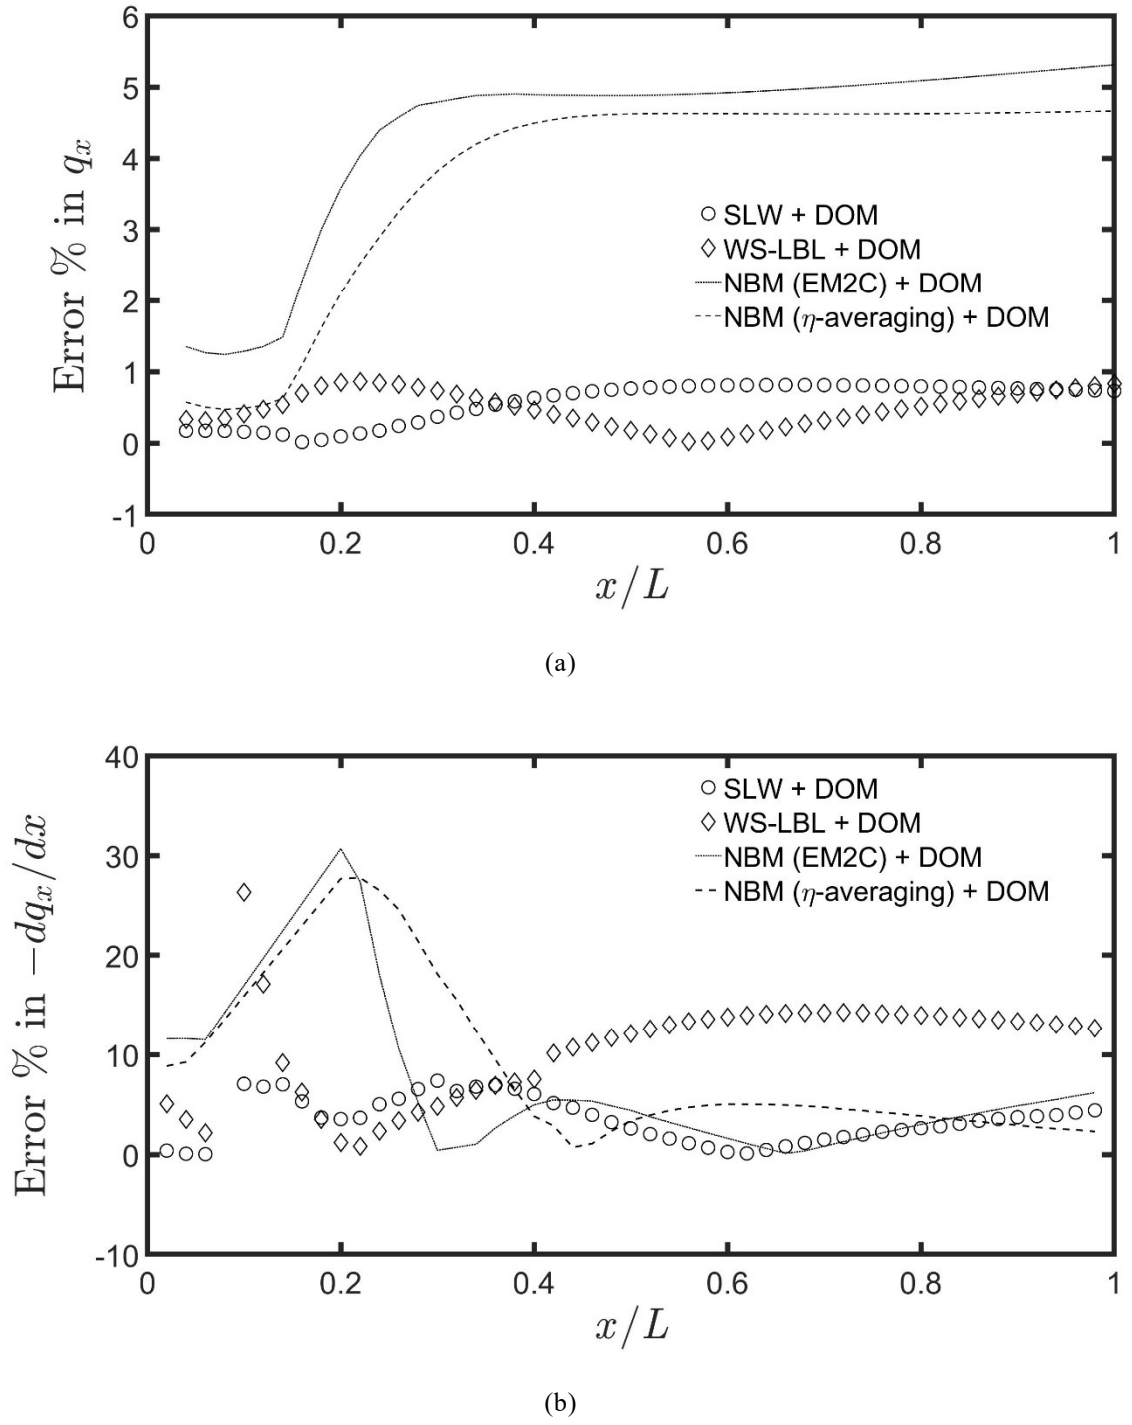 6
5
4
3
2
1
0
-1
Error % in qₓ
SLW + DOM
WS-LBL + DOM
NBM (EM2C) + DOM
NBM (η-averaging) + DOM
0 0.2 0.4 0.6 0.8 1
x/L
(a)
40
30
20
10
0
-10
Error % in −dqₓ/dx
SLW + DOM
WS-LBL + DOM
NBM (EM2C) + DOM
NBM (η-averaging) + DOM
0 0.2 0.4 0.6 0.8 1
x/L
(b)